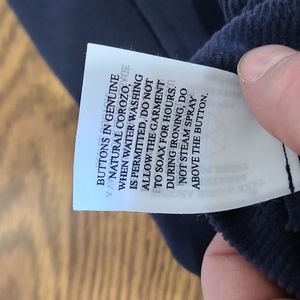 BUTTONS IN GENUINE
NATURAL COROZO,
WHEN WATER WASHING
IS PERMITTED, DO NOT
ALLOW THE GARMENT
TO SOAX FOR HOURS.
DURING IRONING, DO
NOT STEAM SPRAY
ABOVE THE BUTTON.